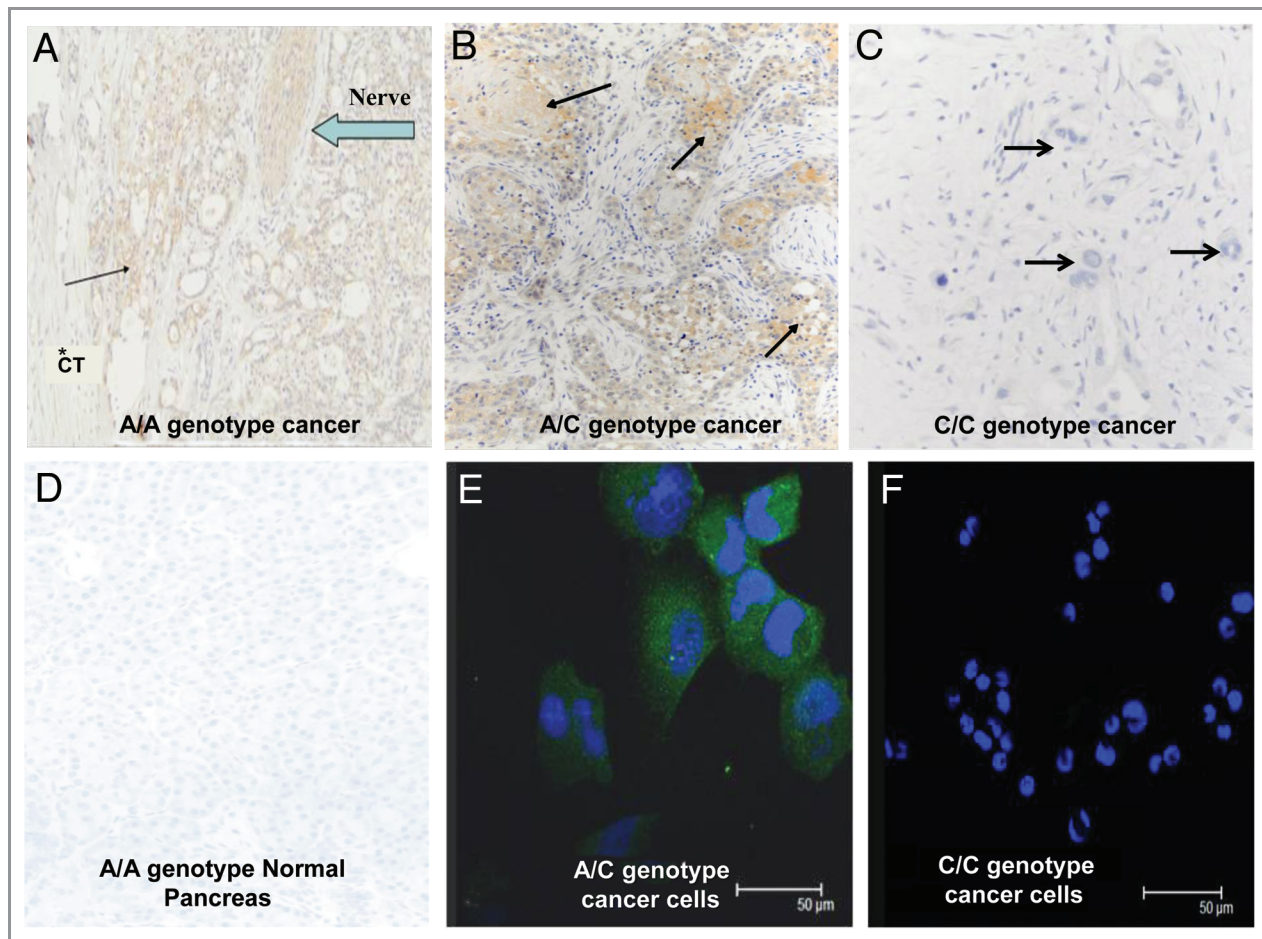 A
Nerve
*
CT
A/A genotype cancer
B
A/C genotype cancer
C
C/C genotype cancer
D
A/A genotype Normal
Pancreas
E
A/C genotype
cancer cells
50 µm
F
C/C genotype
cancer cells
50 µm